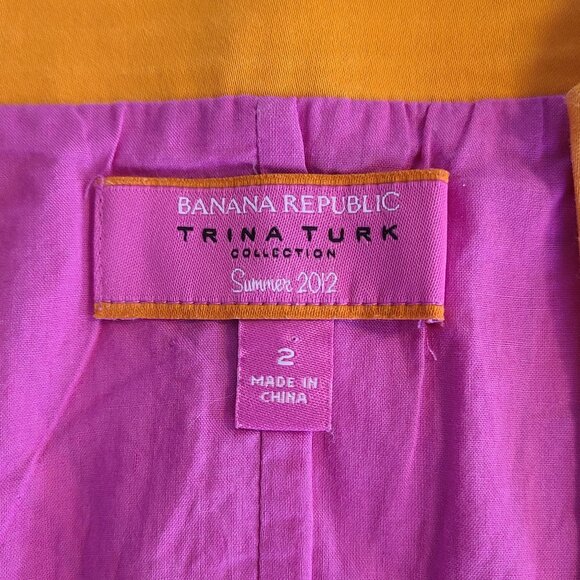 BANANA REPUBLIC
TRINA TURK
COLLECTION
Summer 2012
2
MADE IN
CHINA